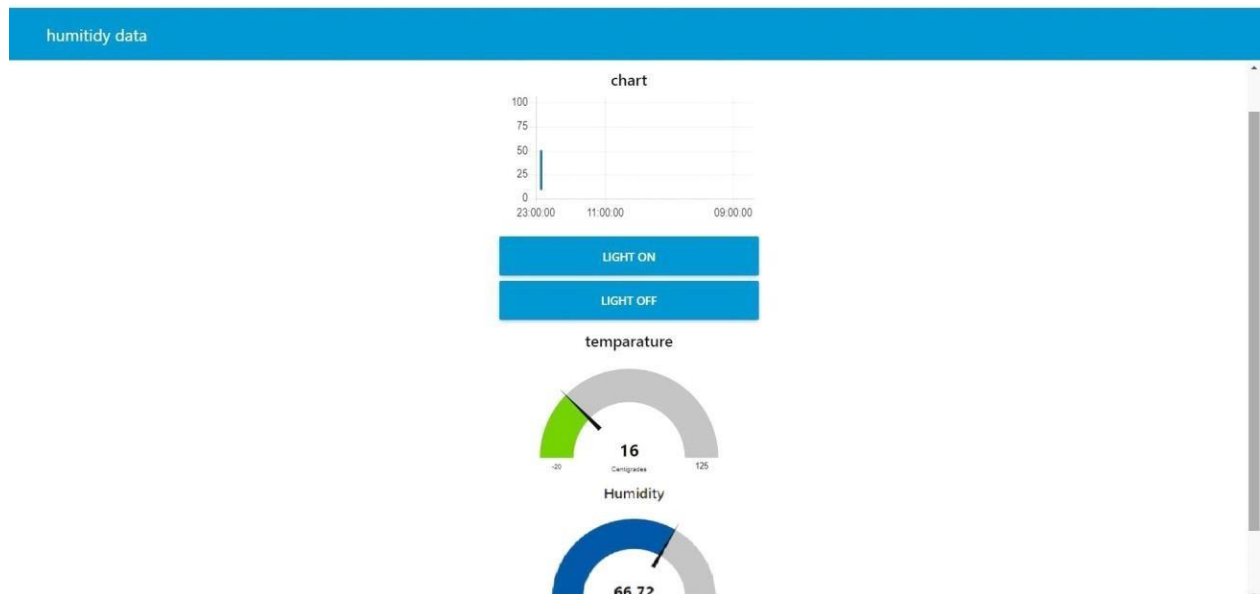 humitidy data
chart
100
75
50
25
0
23:00:00 11:00:00 09:00:00
LIGHT ON
LIGHT OFF
temparature
16
-20 Centigrades 125
Humidity
66.72